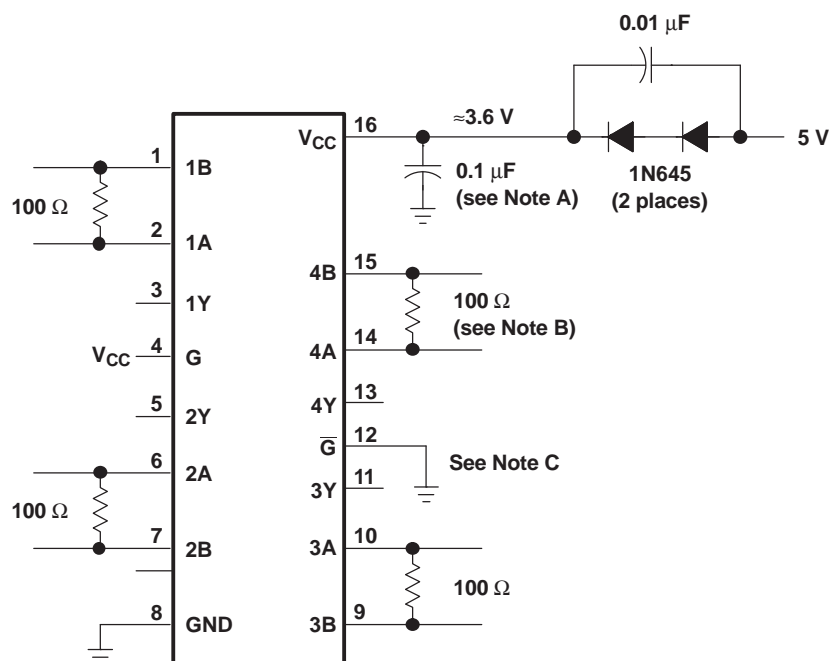 0.01 μF
5 V
1N645
(2 places)
≈3.6 V
16
VCC
0.1 μF
(see Note A)
1
1B
100 Ω
2
1A
3
1Y
VCC
4
G
5
2Y
6
2A
100 Ω
7
2B
8
GND
15
4B
100 Ω
(see Note B)
14
4A
13
4Y
12
G̅
See Note C
11
3Y
10
3A
100 Ω
9
3B